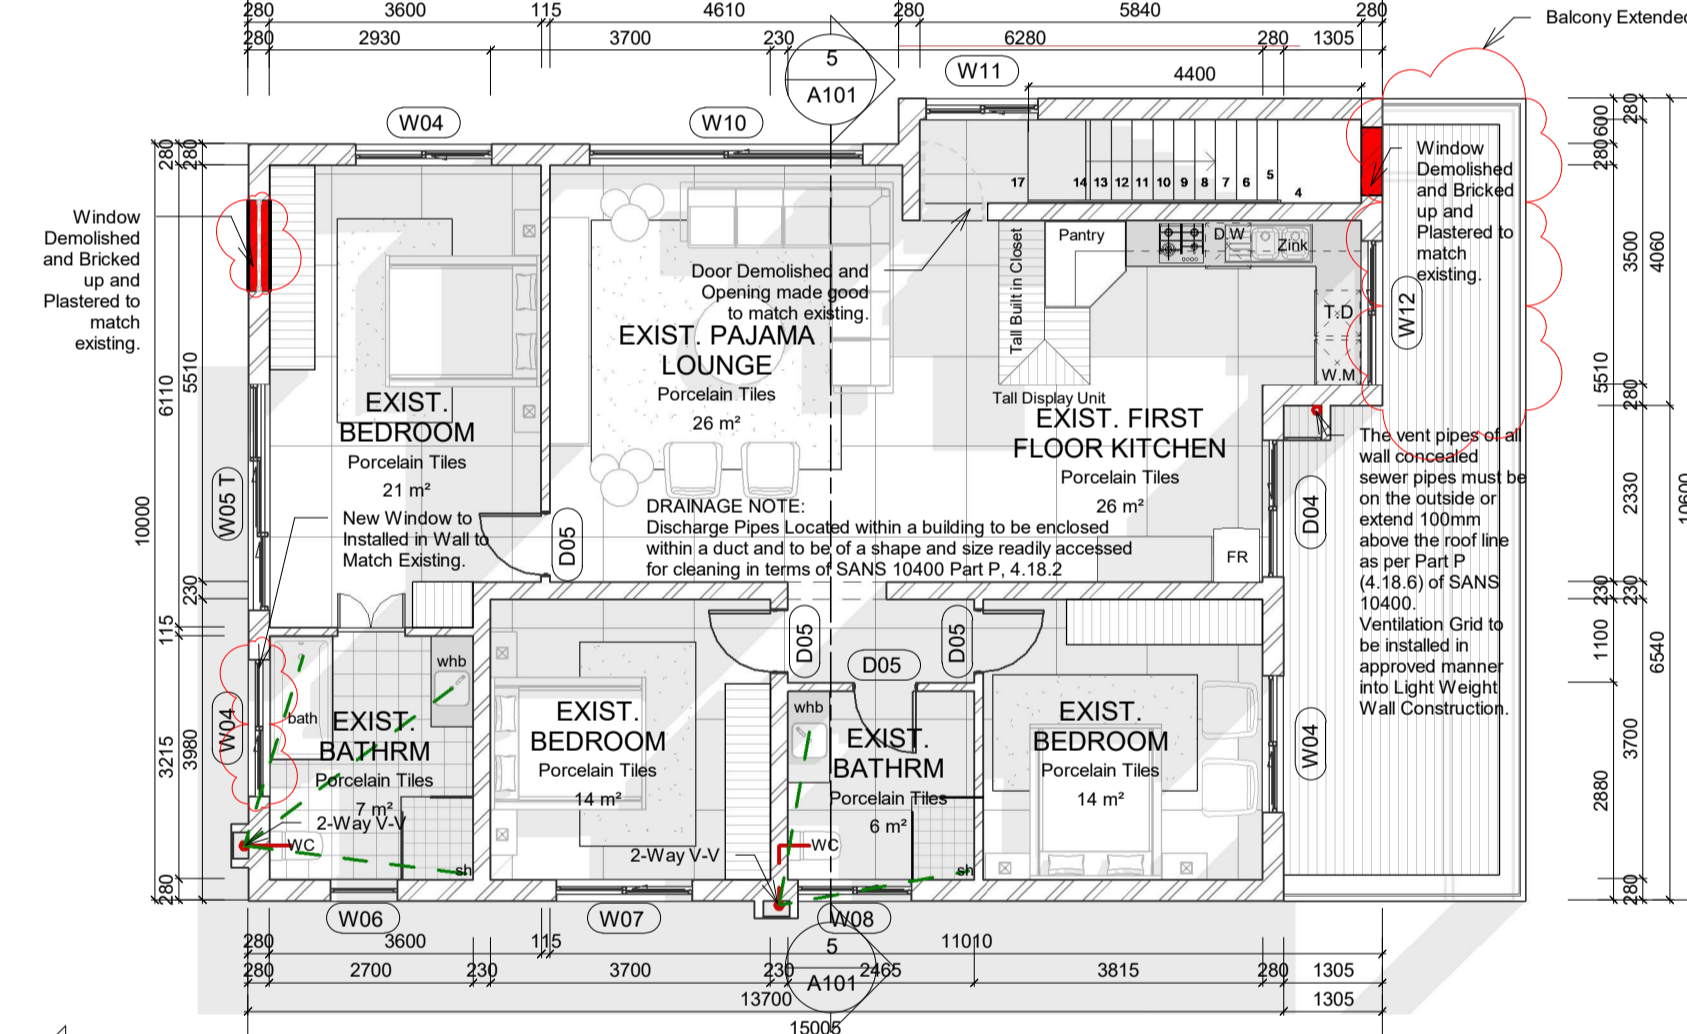 280 3600 115 4610 280 5840 280
Balcony Extended
280 2930 3700 230 6280 280 1305
5
A101
W11
4400
W04
W10
280
280
280
600
280
Window
Demolished
and Bricked
up and
Plastered to
match
existing.
17 14 13 12 11 10 9 8 7 6 5 4
Window
Demolished
and Bricked
up and
Plastered to
match
existing.
Pantry
D.W
Zink
Tall Built in Closet
T.D
W.M
W12
3500
4060
Door Demolished and
Opening made good
to match existing.
EXIST. PAJAMA
LOUNGE
Porcelain Tiles
26 m²
Tall Display Unit
EXIST. FIRST
FLOOR KITCHEN
Porcelain Tiles
26 m²
EXIST.
BEDROOM
Porcelain Tiles
21 m²
6110
5510
10000
5510
280
2330
10600
W05 T
New Window to
Installed in Wall to
Match Existing.
D05
DRAINAGE NOTE:
Discharge Pipes Located within a building to be enclosed
within a duct and to be of a shape and size readily accessed
for cleaning in terms of SANS 10400 Part P, 4.18.2
FR
D04
The vent pipes of all
wall concealed
sewer pipes must be
on the outside or
extend 100mm
above the roof line
as per Part P
(4.18.6) of SANS
10400.
Ventilation Grid to
be installed in
approved manner
into Light Weight
Wall Construction.
230
115
230
230
1100
6540
D05
D05
D05
whb
bath
W04
EXIST.
BATHRM
Porcelain Tiles
7 m²
2-Way V-V
WC
sh
3215
3980
EXIST.
BEDROOM
Porcelain Tiles
14 m²
2-Way V-V
whb
EXIST.
BATHRM
Porcelain Tiles
6 m²
WC
sh
EXIST.
BEDROOM
Porcelain Tiles
14 m²
W04
3700
2880
280
280
280
W06
W07
W08
280 3600 115 11010
5
A101
280 2700 230 3700 230 2465 3815 280 1305
13700 1305
15005